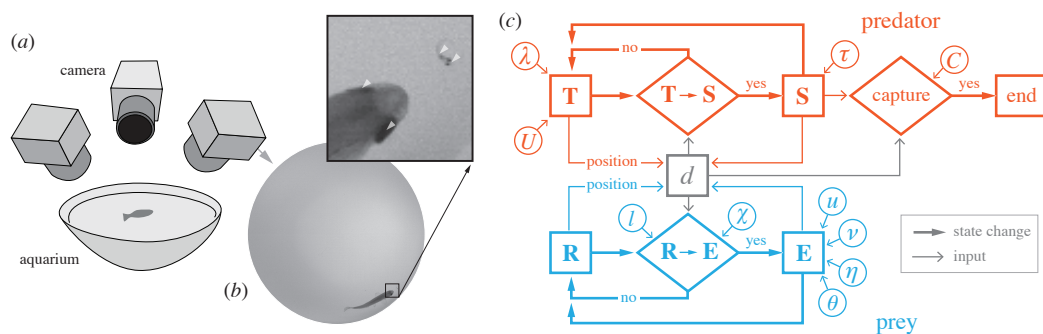 (a)
camera
aquarium
(b)
(c)
predator
λ
no
τ
C
T
T → S
yes
S
capture
yes
end
U
position
d
position
l
χ
u
R
R → E
yes
E
ν
η
θ
no
state change
input
prey